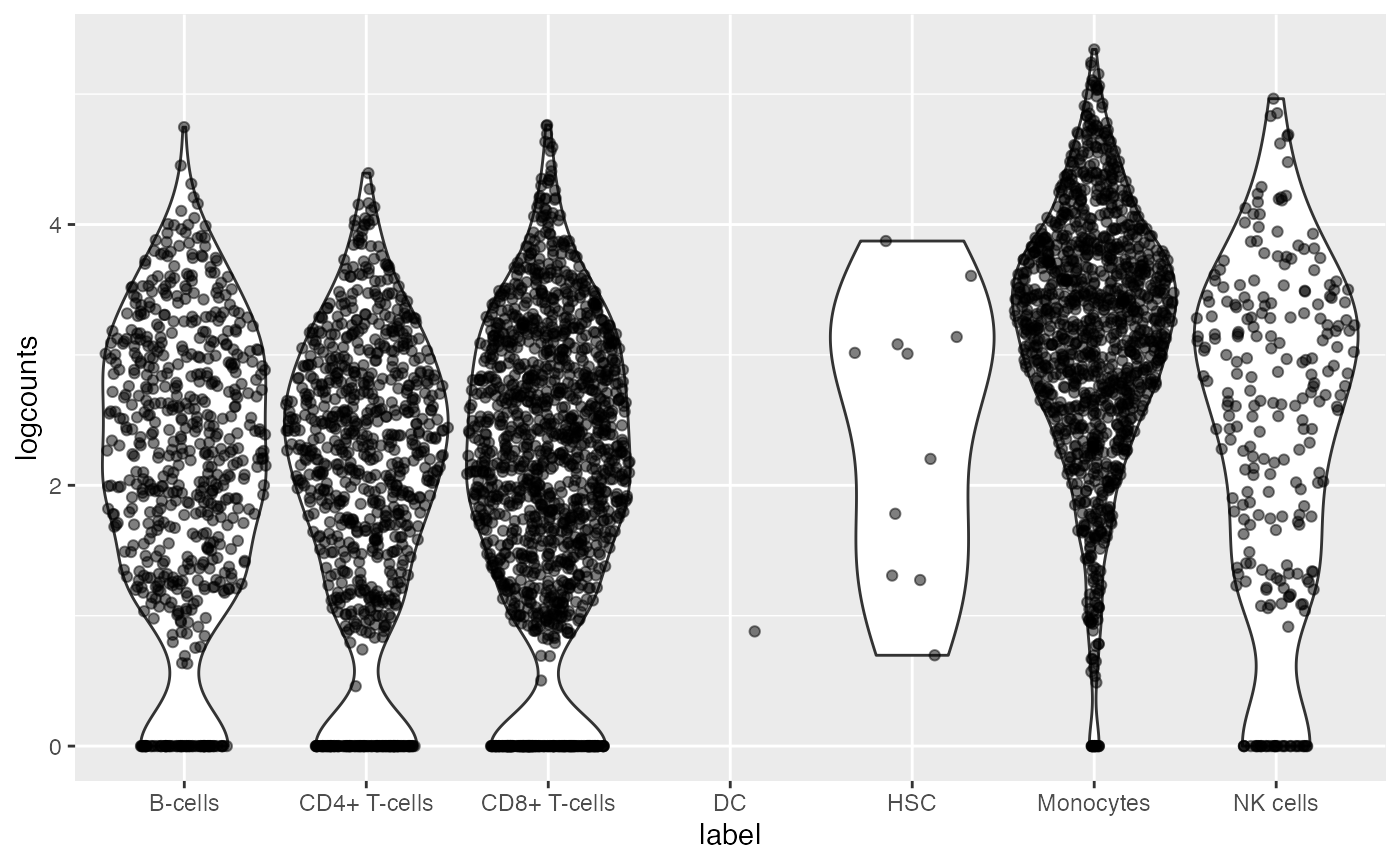 logcounts
4
2
0
B-cells
CD4+ T-cells
CD8+ T-cells
DC
HSC
Monocytes
NK cells
label